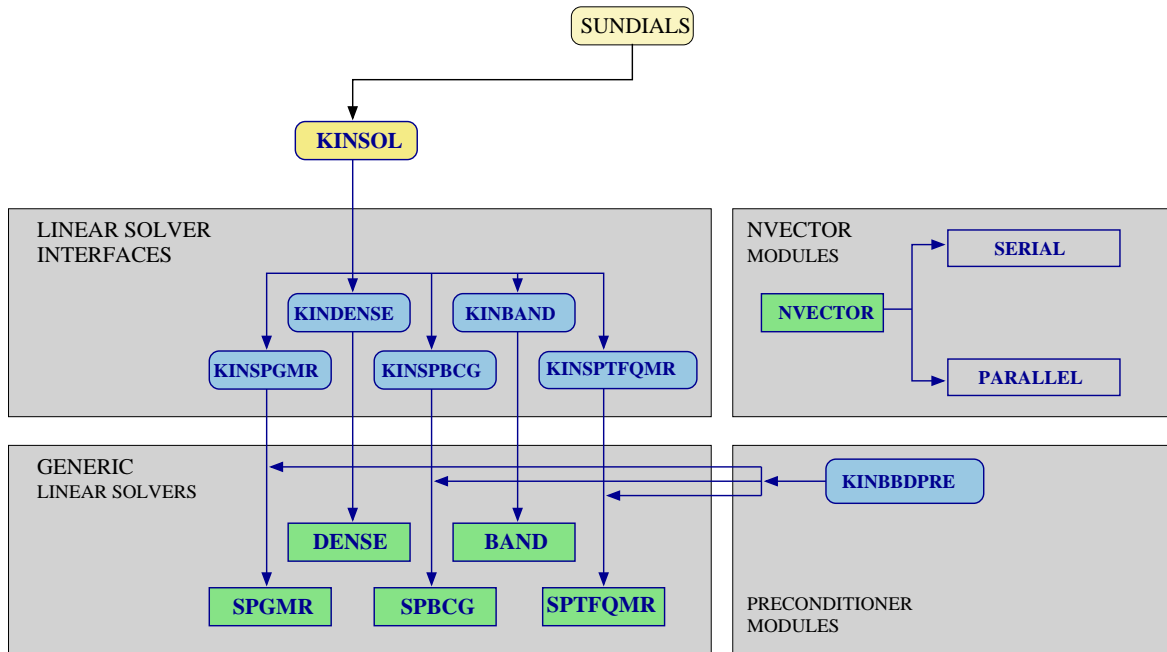 SUNDIALS
KINSOL
LINEAR SOLVER
INTERFACES
KINDENSE
KINBAND
KINSPGMR
KINSPBCG
KINSPTFQMR
NVECTOR
MODULES
SERIAL
NVECTOR
PARALLEL
GENERIC
LINEAR SOLVERS
DENSE
BAND
SPGMR
SPBCG
SPTFQMR
KINBBDPRE
PRECONDITIONER
MODULES